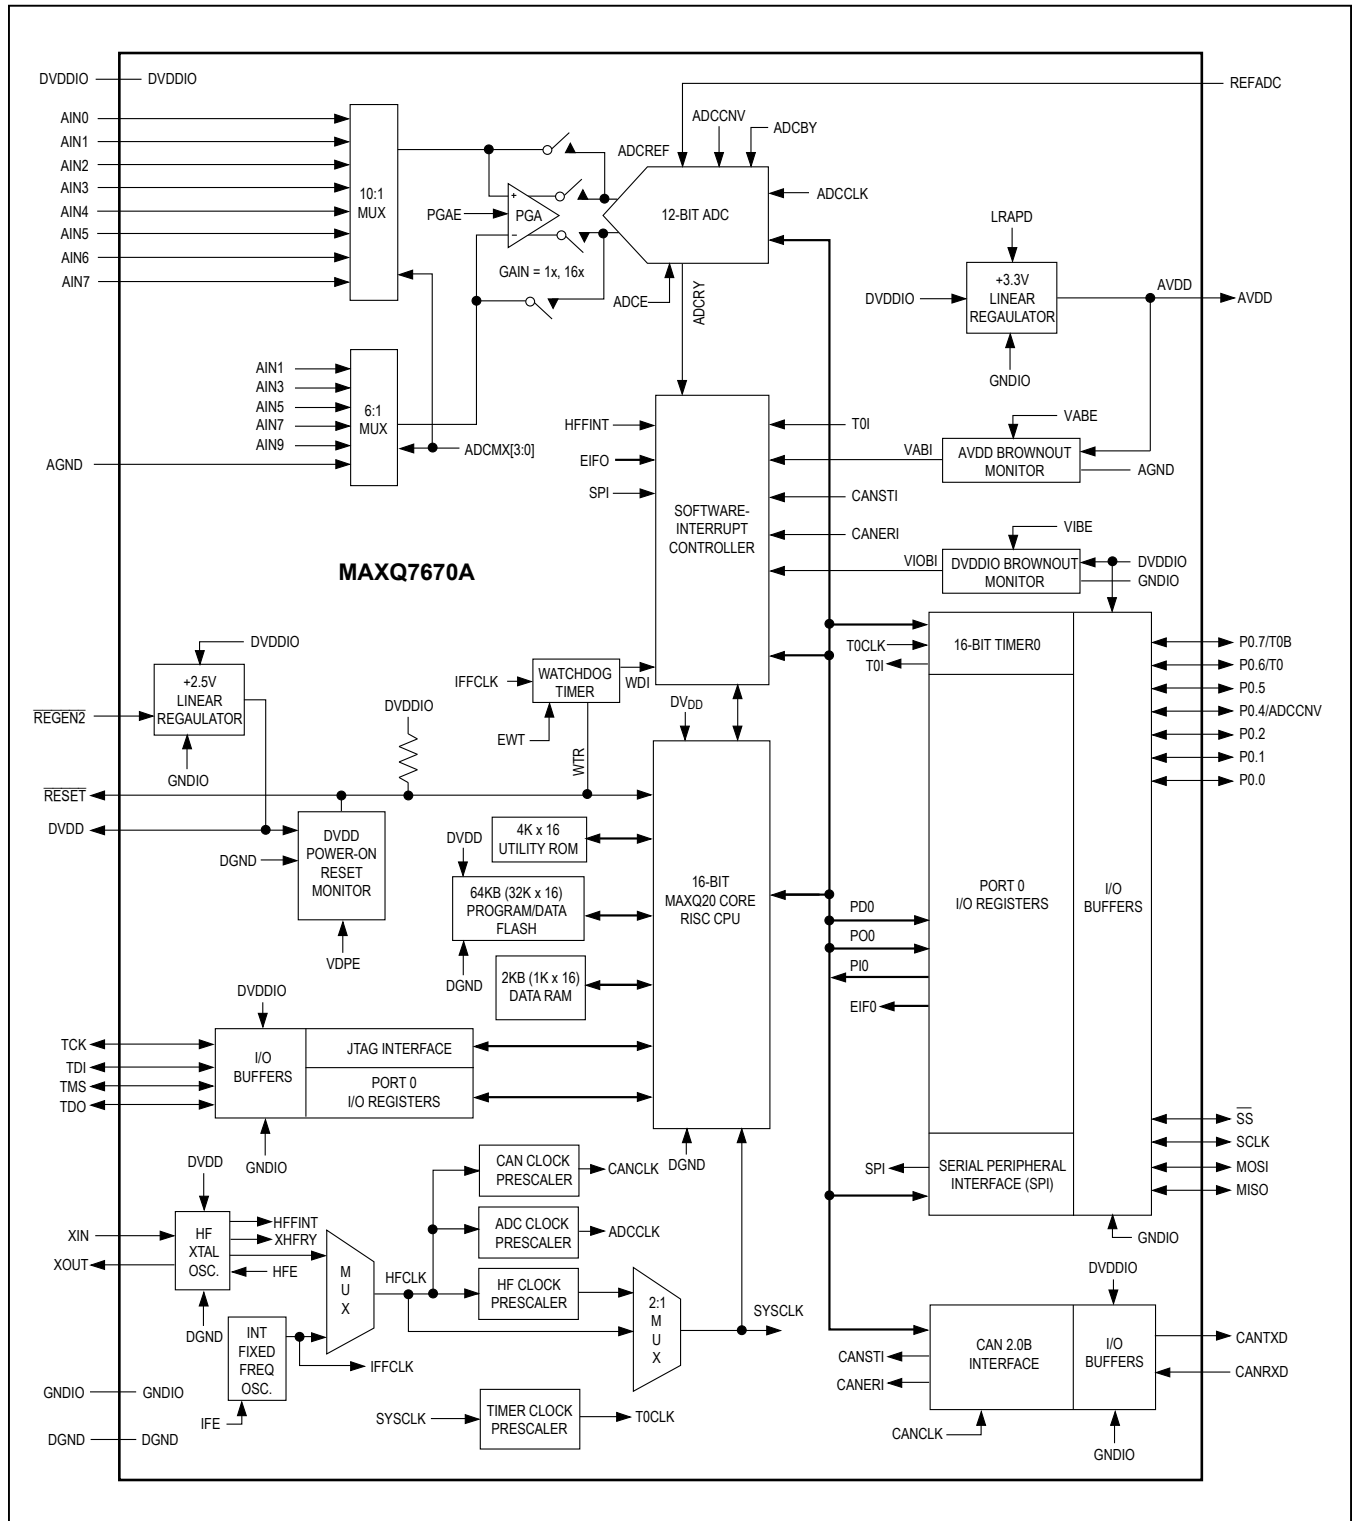 DVDDIO
DVDDIO
REFADC
AIN0
AIN1
AIN2
AIN3
AIN4
AIN5
AIN6
AIN7
10:1
MUX
ADCCNV
ADCBY
ADCREF
ADCCLK
12-BIT ADC
PGAE
+
PGA
−
GAIN = 1x, 16x
ADCE
ADCRY
LRAPD
+3.3V
LINEAR
REGAULATOR
DVDDIO
AVDD
AVDD
GNDIO
AIN1
AIN3
AIN5
AIN7
AIN9
AGND
6:1
MUX
ADCMX[3:0]
HFFINT
EIFO
SPI
SOFTWARE-
INTERRUPT
CONTROLLER
T0I
VABI
CANSTI
CANERI
VIOBI
VABE
AVDD BROWNOUT
MONITOR
AGND
VIBE
DVDDIO BROWNOUT
MONITOR
DVDDIO
GNDIO
MAXQ7670A
DVDDIO
+2.5V
LINEAR
REGAULATOR
REGEN2
GNDIO
DVDDIO
IFFCLK
WATCHDOG
TIMER
WDI
EWT
WTR
DVDD
T0CLK
T0I
16-BIT TIMER0
P0.7/T0B
P0.6/T0
P0.5
P0.4/ADCCNV
P0.2
P0.1
P0.0
RESET
DVDD
DGND
DVDD
POWER-ON
RESET
MONITOR
VDPE
4K x 16
UTILITY ROM
DVDD
64KB (32K x 16)
PROGRAM/DATA
FLASH
DGND
2KB (1K x 16)
DATA RAM
16-BIT
MAXQ20 CORE
RISC CPU
PD0
PO0
PI0
EIF0
PORT 0
I/O REGISTERS
I/O
BUFFERS
DVDDIO
TCK
TDI
TMS
TDO
I/O
BUFFERS
JTAG INTERFACE
PORT 0
I/O REGISTERS
GNDIO
DGND
SPI
SERIAL PERIPHERAL
INTERFACE (SPI)
SS
SCLK
MOSI
MISO
GNDIO
DVDD
XIN
XOUT
HF
XTAL
OSC.
HFFINT
XHFRY
HFE
DGND
INT
FIXED
FREQ
OSC.
IFE
IFFCLK
MUX
HFCLK
CAN CLOCK
PRESCALER
CANCLK
ADC CLOCK
PRESCALER
ADCCLK
HF CLOCK
PRESCALER
2:1
MUX
SYSCLK
SYSCLK
TIMER CLOCK
PRESCALER
T0CLK
DVDDIO
CAN 2.0B
INTERFACE
I/O
BUFFERS
CANSTI
CANERI
CANCLK
GNDIO
CANTXD
CANRXD
GNDIO
GNDIO
DGND
DGND